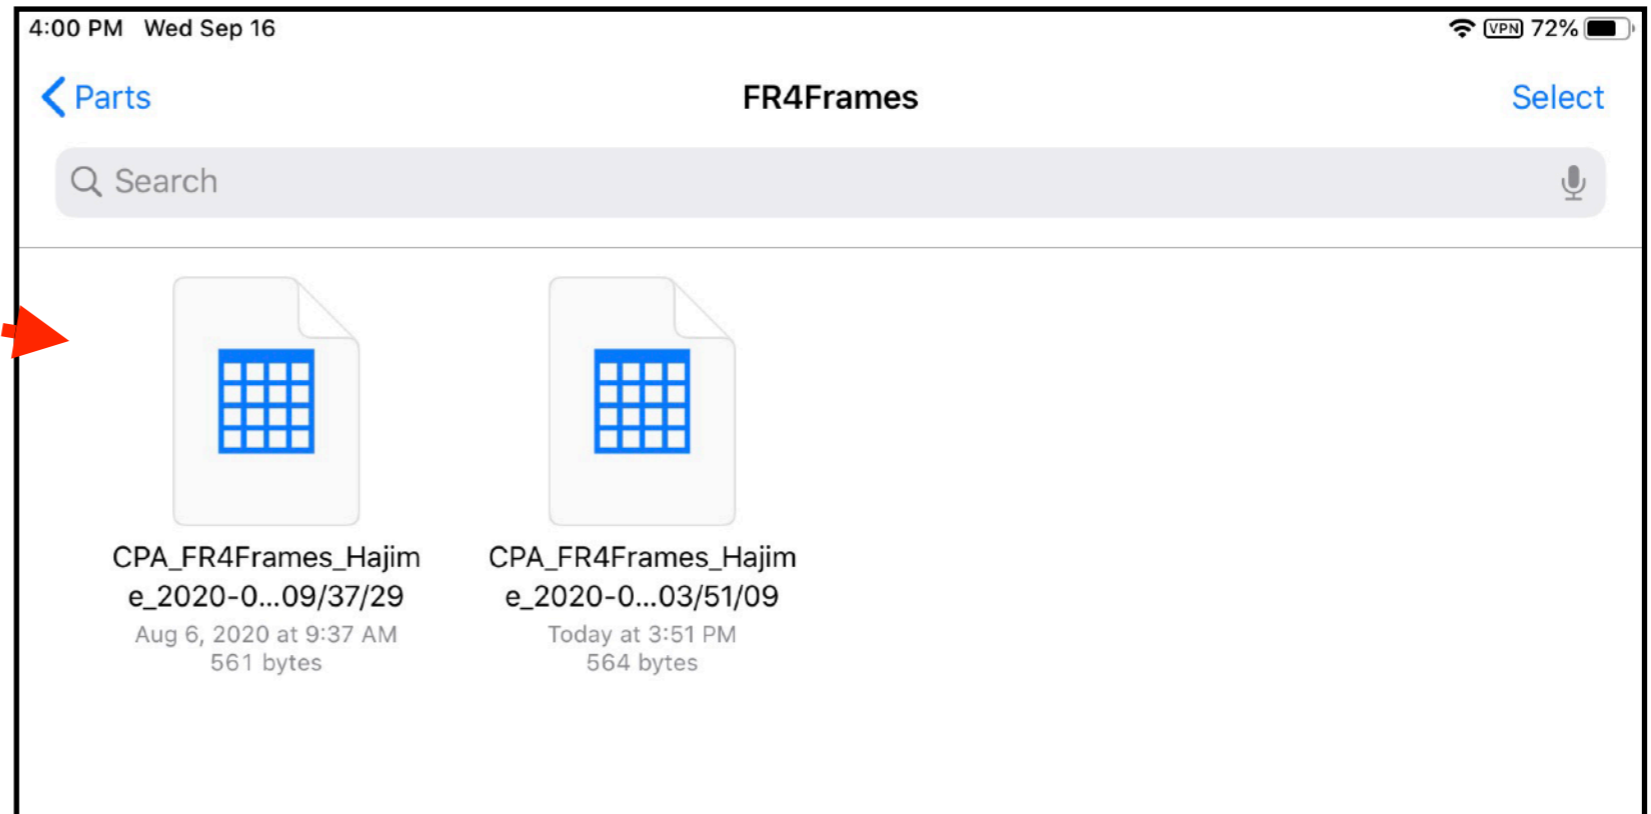 4:00 PM Wed Sep 16
VPN 72%
Parts
FR4Frames
Select
Search
CPA_FR4Frames_Hajim
e_2020-0...09/37/29
Aug 6, 2020 at 9:37 AM
561 bytes
CPA_FR4Frames_Hajim
e_2020-0...03/51/09
Today at 3:51 PM
564 bytes